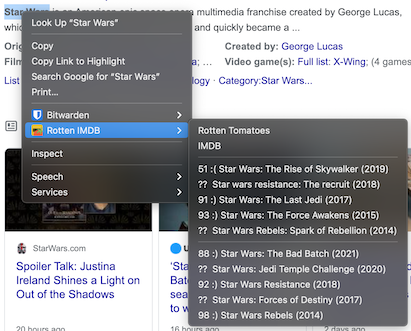 Star Wars is an American epic space opera multimedia franchise created by George Lucas,
which and quickly became a ...
Look Up “Star Wars”
Copy
Copy Link to Highlight
Search Google for “Star Wars”
Print...
Bitwarden
Rotten IMDB
Inspect
Speech
Services
Orig Created by: George Lucas
Film ; ... Video game(s): Full list: X-Wing; (4 games
List ology · Category:Star Wars...
Rotten Tomatoes
IMDB
51 :( Star Wars: The Rise of Skywalker (2019)
?? Star wars resistance: The recruit (2018)
91 :) Star Wars: The Last Jedi (2017)
93 :) Star Wars: The Force Awakens (2015)
?? Star Wars Rebels: Spark of Rebellion (2014)
88 :) Star Wars: The Bad Batch (2021)
?? Star Wars: Jedi Temple Challenge (2020)
92 :) Star Wars Resistance (2018)
?? Star Wars: Forces of Destiny (2017)
98 :) Star Wars Rebels (2014)
StarWars.com
Spoiler Talk: Justina
Ireland Shines a Light on
Out of the Shadows
20 hours ago
U
‘Sta
Bat
Rel
Da
16 hours ago
2 days ago